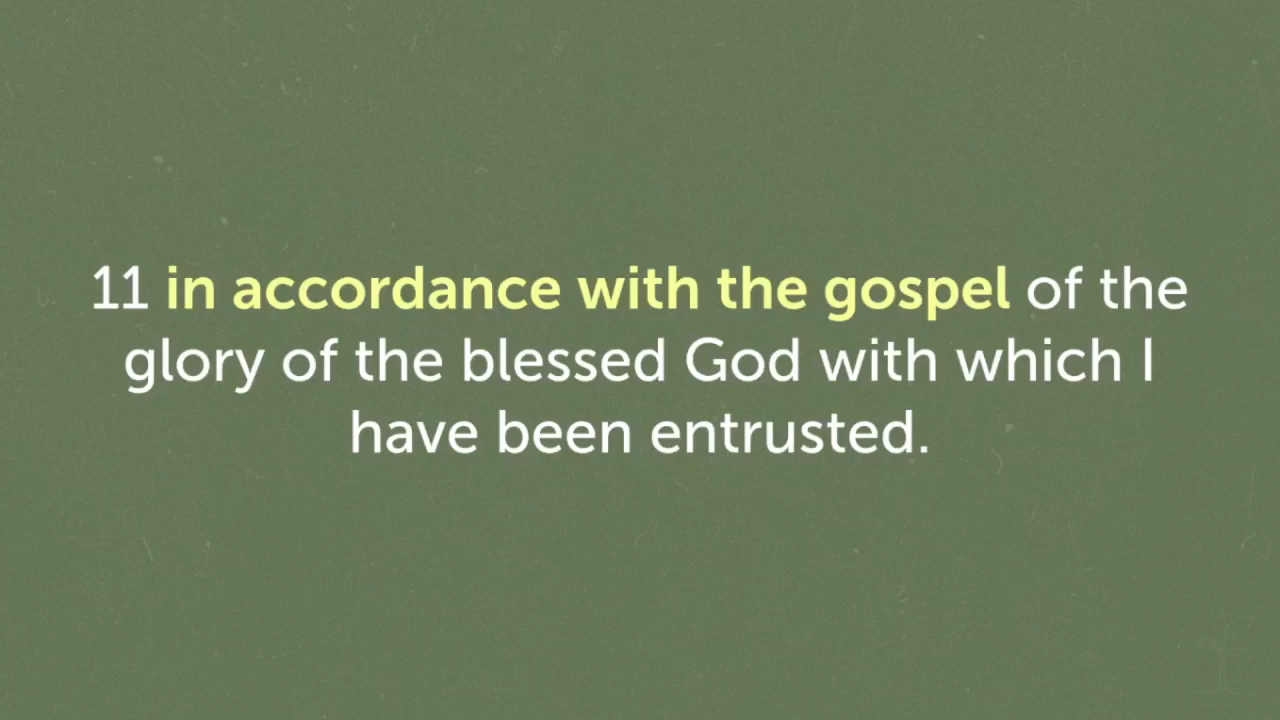 11 in accordance with the gospel of the
glory of the blessed God with which I
have been entrusted.